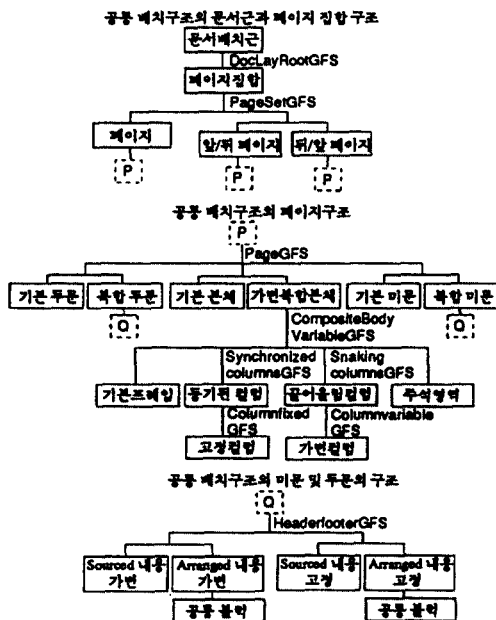 공통 배치구조의 문서근과 페이지 집합 구조
문서배치근
DocLayRootGFS
페이지집합
PageSetGFS
페이지 앞/뒤 페이지 뒤/앞 페이지
P P P
공통 배치구조의 페이지구조
P
PageGFS
기본 두문 복합 두문 기본 본체 가변복합본체 기본 미문 복합 미문
Q Q
CompositeBody
VariableGFS
Synchronized Snaking
columnsGFS columnsGFS
기본프레임 동기된 컬럼 끌어올림컬럼 주석영역
Columnfixed Columnvariable
GFS GFS
고정컬럼 가변컬럼
공통 배치구조의 미문 및 두문의 구조
Q
HeaderfooterGFS
Sourced 내용 Arranged 내용 Sourced 내용 Arranged 내용
가변 가변 고정 고정
공통 블럭 공통 블럭